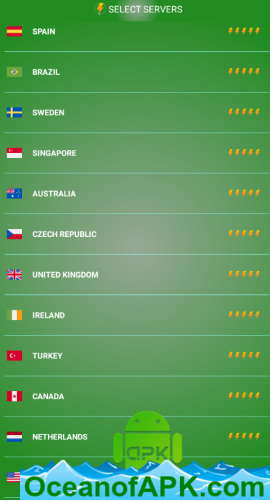 SELECT SERVERS
SPAIN
BRAZIL
SWEDEN
SINGAPORE
AUSTRALIA
CZECH REPUBLIC
UNITED KINGDOM
IRELAND
TURKEY
CANADA
APK
NETHERLANDS
OceanofAPK.com